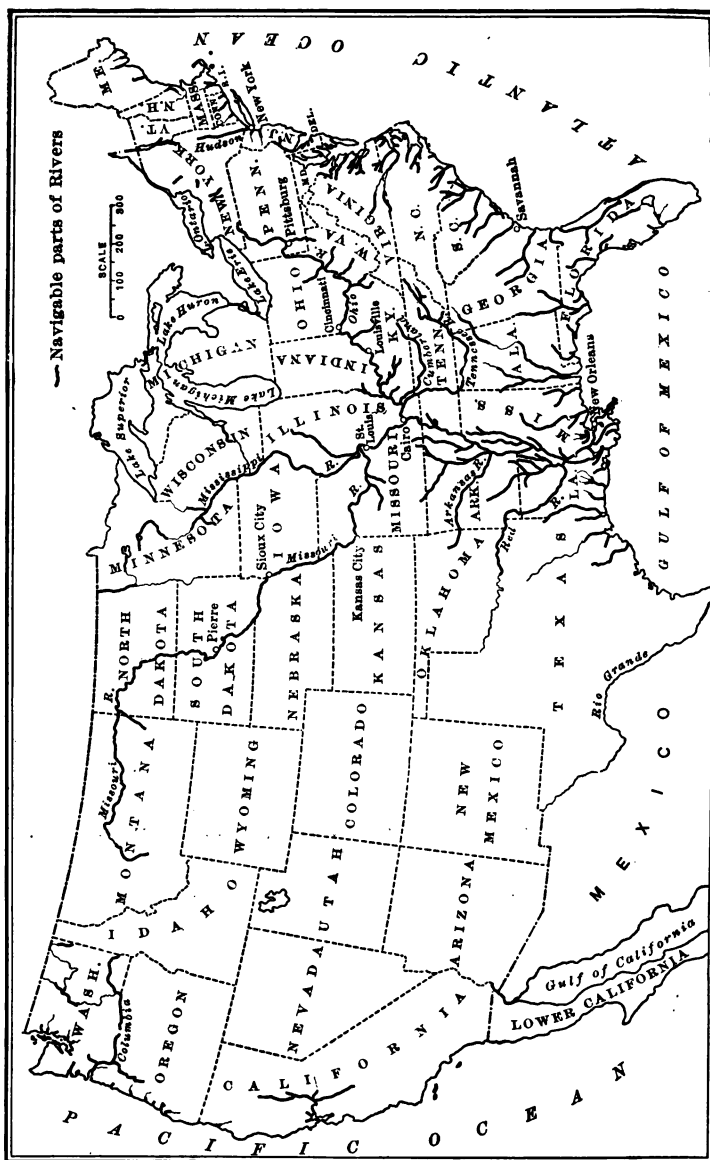 Navigable parts of Rivers
SCALE
0 100 200 300
PACIFIC OCEAN
ATLANTIC OCEAN
GULF OF MEXICO
MEXICO
Gulf of California
LOWER CALIFORNIA
WASH.
Columbia
OREGON
CALIFORNIA
IDAHO
NEVADA
UTAH
ARIZONA
MONTANA
Missouri R.
WYOMING
COLORADO
NEW MEXICO
NORTH DAKOTA
SOUTH DAKOTA
Pierre
NEBRASKA
KANSAS
Kansas City
OKLAHOMA
TEXAS
Rio Grande
MINNESOTA
Sioux City
IOWA
Missouri R.
MISSOURI
St. Louis
Cairo
ARK.
Arkansas R.
Red R.
LA.
New Orleans
WISCONSIN
Mississippi R.
ILLINOIS
Lake Superior
Lake Michigan
Lake Huron
MICHIGAN
INDIANA
OHIO
Cincinnati
Ohio R.
Louisville
KY.
Cumberland
TENN.
Tennessee
MISS.
ALA.
GEORGIA
FLORIDA
Savannah
S.C.
N.C.
VIRGINIA
W. VA.
MD.
DEL.
Pittsburg
PENN.
N.J.
New York
NEW YORK
Hudson
L. Ontario
Lake Erie
VT.
N.H.
MASS.
CONN.
R.I.
ME.